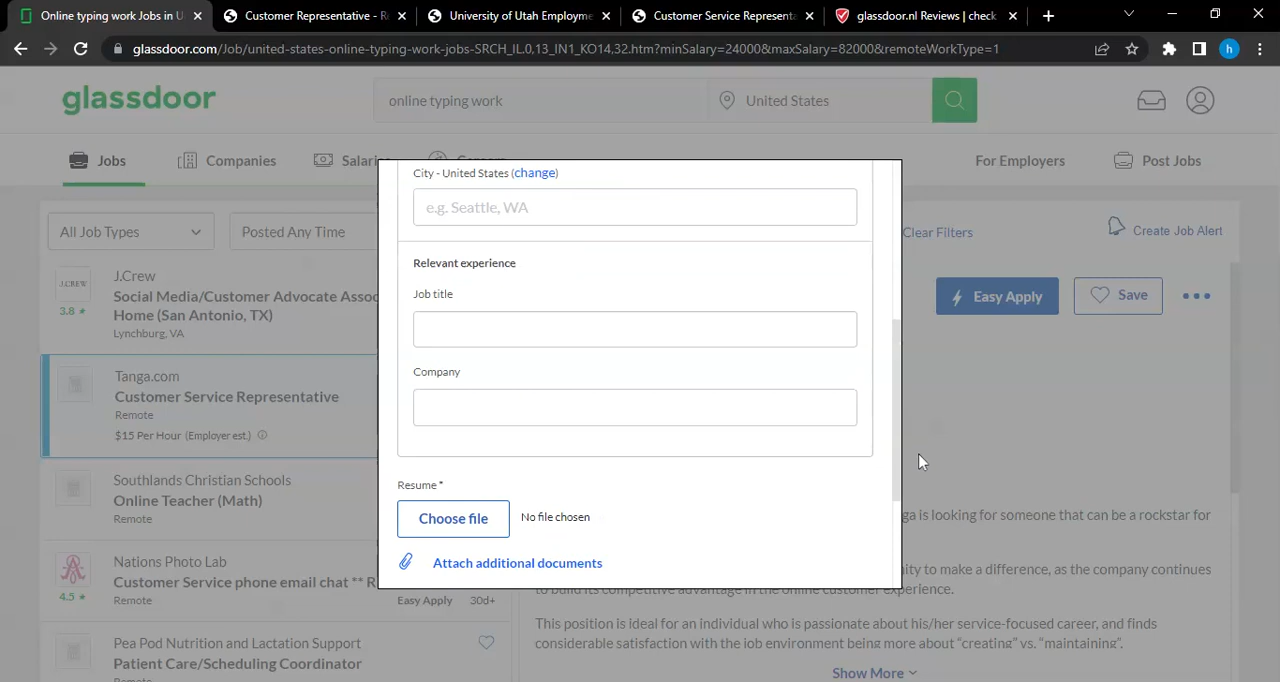 Online typing work Jobs in U
Customer Representative - R
University of Utah Employm
Customer Service Representa
glassdoor.nl Reviews | check
glassdoor.com/Job/united-states-online-typing-work-jobs-SRCH_IL.0,13_IN1_KO14,32.htm?minSalary=24000&maxSalary=82000&remoteWorkType=1
h
glassdoor
online typing work
United States
Jobs
Companies
Salaries
Careers
For Employers
Post Jobs
All Job Types
Posted Any Time
Clear Filters
Create Job Alert
City - United States (change)
e.g. Seattle, WA
Relevant experience
Job title
Company
Resume *
Choose file
No file chosen
Attach additional documents
J.CREW
3.8 ★
J.Crew
Social Media/Customer Advocate Asso
Home (San Antonio, TX)
Lynchburg, VA
Easy Apply
Save
Tanga.com
Customer Service Representative
Remote
$15 Per Hour (Employer est.)
Southlands Christian Schools
Online Teacher (Math)
Remote
Nations Photo Lab
Customer Service phone email chat ** R
4.5 ★
Remote
Easy Apply
30d+
Pea Pod Nutrition and Lactation Support
Patient Care/Scheduling Coordinator
ga is looking for someone that can be a rockstar for
nity to make a difference, as the company continues
to build its competitive advantage in the online customer experience.
This position is ideal for an individual who is passionate about his/her service-focused career, and finds
considerable satisfaction with the job environment being more about “creating” vs. “maintaining”.
Show More